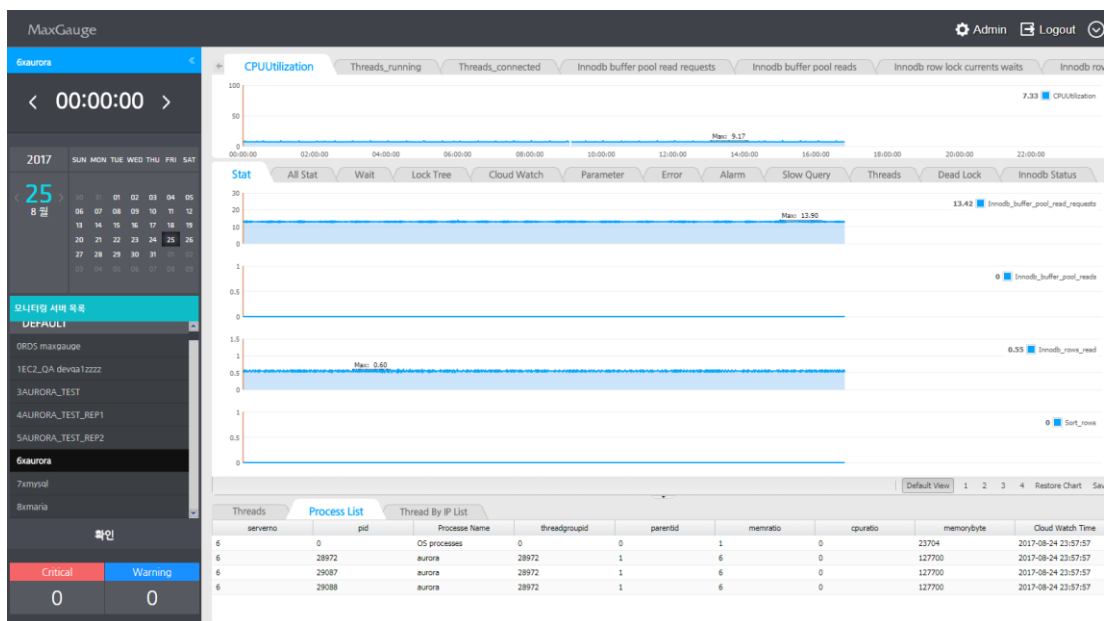 MaxGauge
Admin Logout
6xaurora
< 00:00:00 >
2017 SUN MON TUE WED THU FRI SAT
25
8 월
30 31 01 02 03 04 05
06 07 08 09 10 11 12
13 14 15 16 17 18 19
20 21 22 23 24 25 26
27 28 29 30 31 01 02
03 04 05 06 07 08 09
모니터링 서버 목록
DEFAULT
0RDS maxgauge
1EC2_QA devqa1zzzz
3AURORA_TEST
4AURORA_TEST_REP1
5AURORA_TEST_REP2
6xaurora
7xmysql
8xmaria
확인
Critical Warning
0 0
CPUUtilization Threads_running Threads_connected Innodb buffer pool read requests Innodb buffer pool reads Innodb row lock currents waits Innodb row
100
50
0
7.33 CPUUtilization
Max: 9.17
00:00:00 02:00:00 04:00:00 06:00:00 08:00:00 10:00:00 12:00:00 14:00:00 16:00:00 18:00:00 20:00:00 22:00:00
Stat All Stat Wait Lock Tree Cloud Watch Parameter Error Alarm Slow Query Threads Dead Lock Innodb Status
30
20
10
0
13.42 Innodb_buffer_pool_read_requests
Max: 13.90
1
0.5
0
0 Innodb_buffer_pool_reads
1.5
1
0.5
0
0.55 Innodb_rows_read
Max: 0.60
1
0.5
0
0 Sort_rows
Default View 1 2 3 4 Restore Chart Sav
Threads Process List Thread By IP List
serverno pid Processe Name threadgroupid parentid memratio cpuratio memorybyte Cloud Watch Time
6 0 OS processes 0 0 1 0 23704 2017-08-24 23:57:57
6 28972 aurora 28972 1 6 0 127700 2017-08-24 23:57:57
6 29087 aurora 28972 1 6 0 127700 2017-08-24 23:57:57
6 29088 aurora 28972 1 6 0 127700 2017-08-24 23:57:57